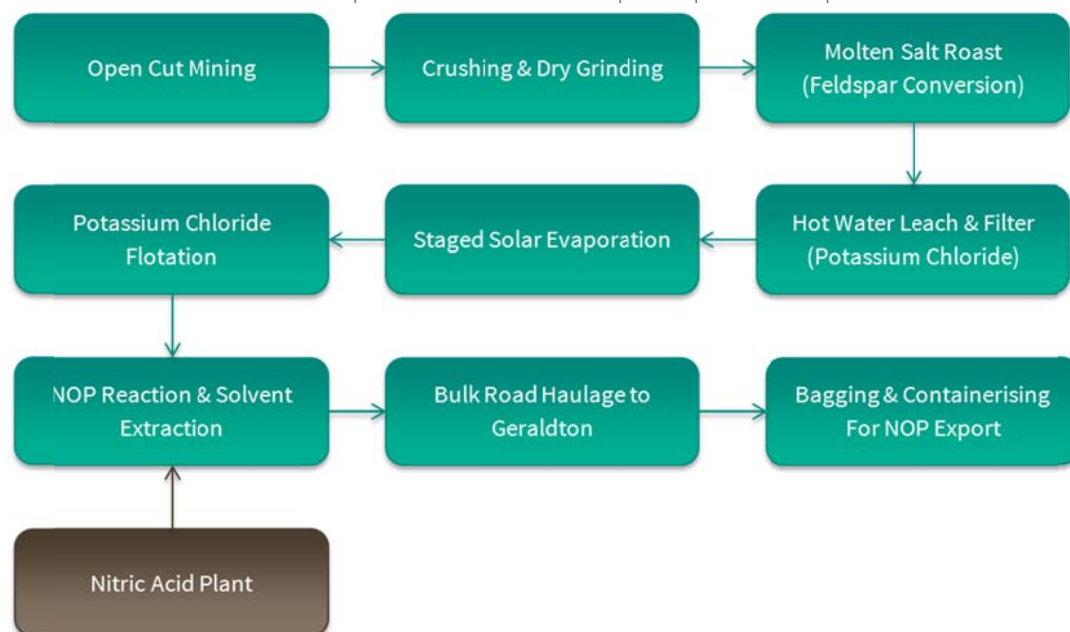 Open Cut Mining
Crushing & Dry Grinding
Molten Salt Roast
(Feldspar Conversion)
Potassium Chloride
Flotation
Staged Solar Evaporation
Hot Water Leach & Filter
(Potassium Chloride)
NOP Reaction & Solvent
Extraction
Bulk Road Haulage to
Geraldton
Bagging & Containerising
For NOP Export
Nitric Acid Plant